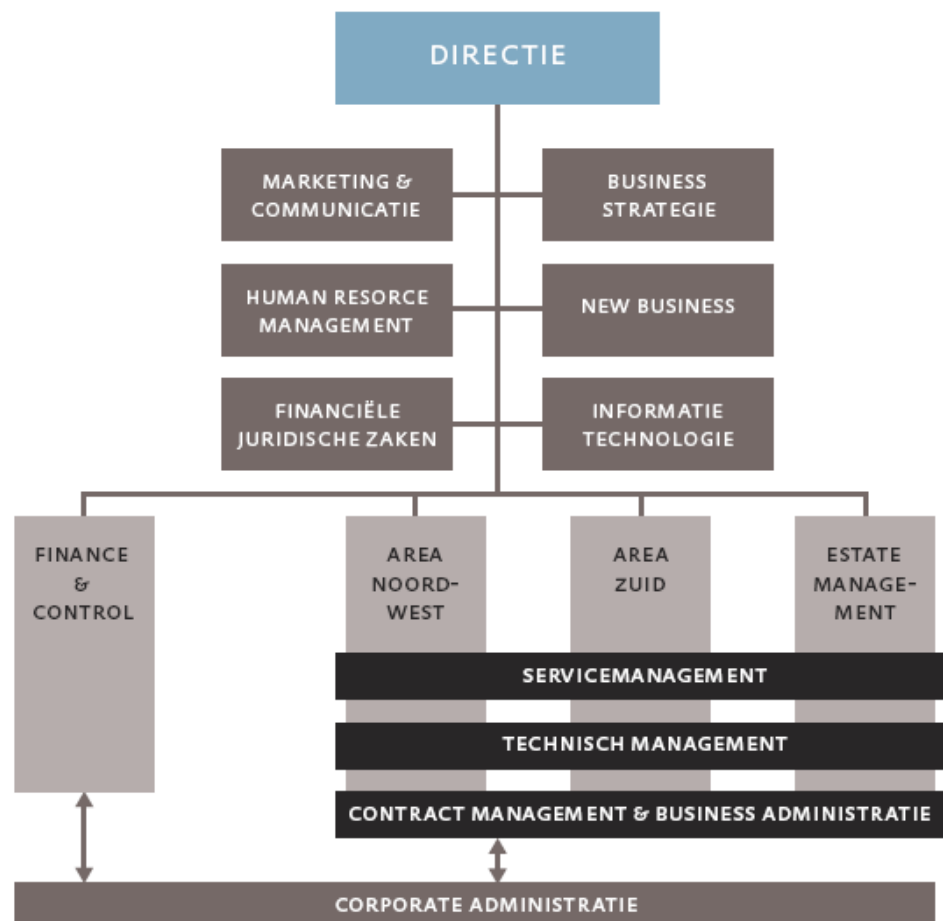 DIRECTIE
MARKETING &
COMMUNICATIE
BUSINESS
STRATEGIE
HUMAN RESORCE
MANAGEMENT
NEW BUSINESS
FINANCIËLE
JURIDISCHE ZAKEN
INFORMATIE
TECHNOLOGIE
FINANCE
&
CONTROL
AREA
NOORD-
WEST
AREA
ZUID
ESTATE
MANAGE-
MENT
SERVICEMANAGEMENT
TECHNISCH MANAGEMENT
CONTRACT MANAGEMENT & BUSINESS ADMINISTRATIE
CORPORATE ADMINISTRATIE